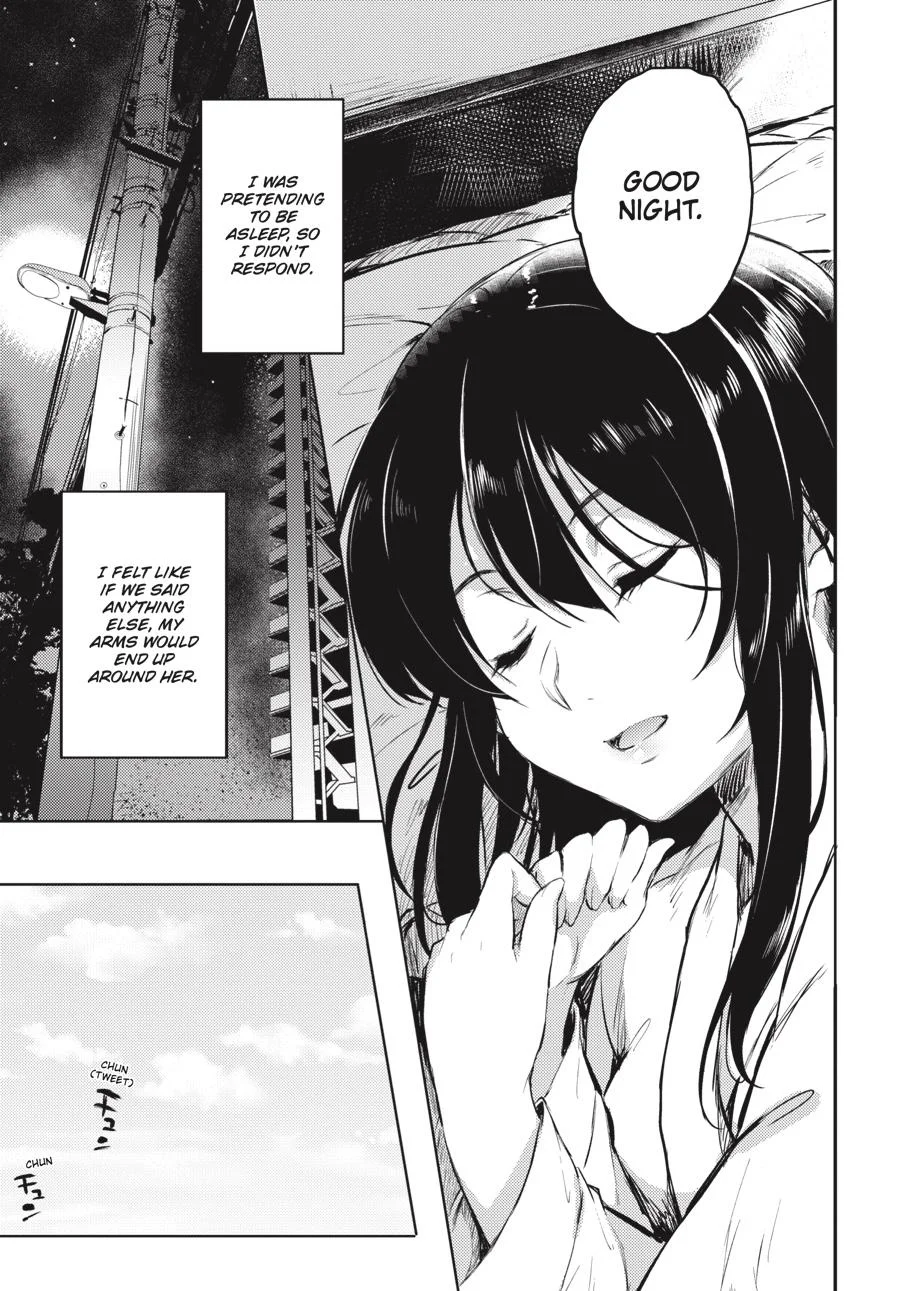 GOOD
NIGHT.
I WAS
PRETENDING
TO BE
ASLEEP, SO
I DIDN'T
RESPOND.
I FELT LIKE
IF WE SAID
ANYTHING
ELSE, MY
ARMS WOULD
END UP
AROUND HER.
CHUN
(TWEET)
チュン
CHUN
チュン